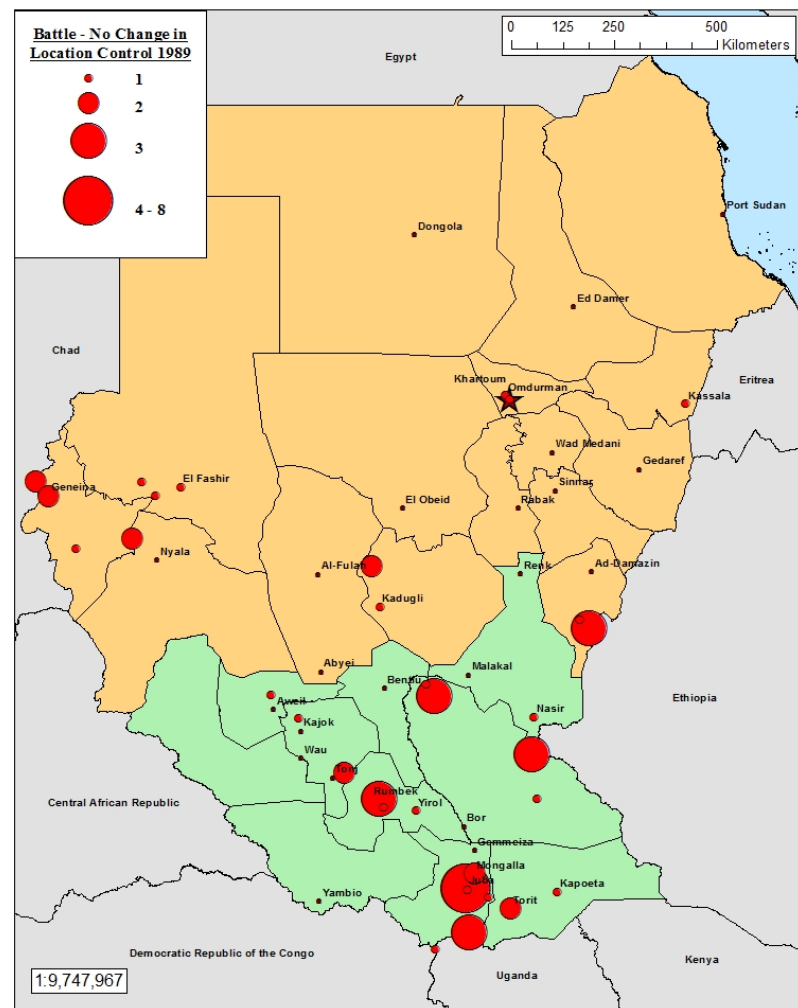 Battle - No Change in
Location Control 1989
1
2
3
4 - 8
0 125 250 500
Kilometers
Egypt
Port Sudan
Dongola
Ed Damer
Chad
Khartoum
Omdurman
Kassala
Eritrea
Wad Medani
Gedaref
El Fashir
Geneina
Sinnar
El Obeid
Rabak
Nyala
Al-Fulah
Renk
Ad-Damazin
Kadugli
Abyei
Malakal
Bentiu
Ethiopia
Aweil
Nasir
Kajok
Wau
Tonj
Central African Republic
Rumbek
Yirol
Bor
Gemmeiza
Mongalla
Juba
Kapoeta
Yambio
Torit
Democratic Republic of the Congo
Kenya
Uganda
1:9,747,967